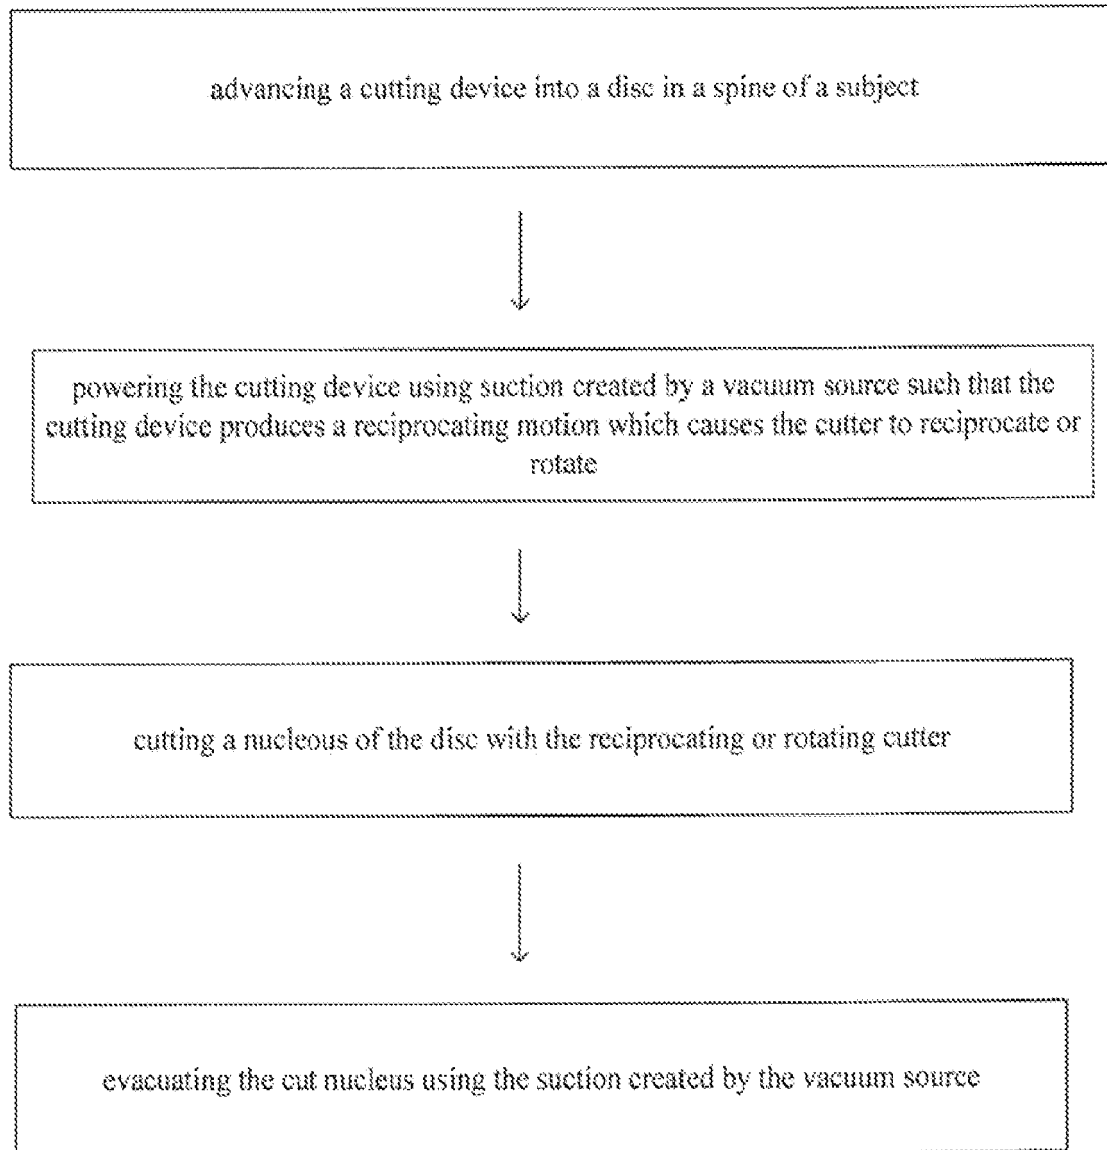 advancing a cutting device into a disc in a spine of a subject
powering the cutting device using suction created by a vacuum source such that the
cutting device produces a reciprocating motion which causes the cutter to reciprocate or
rotate
cutting a nucleous of the disc with the reciprocating or rotating cutter
evacuating the cut nucleus using the suction created by the vacuum source